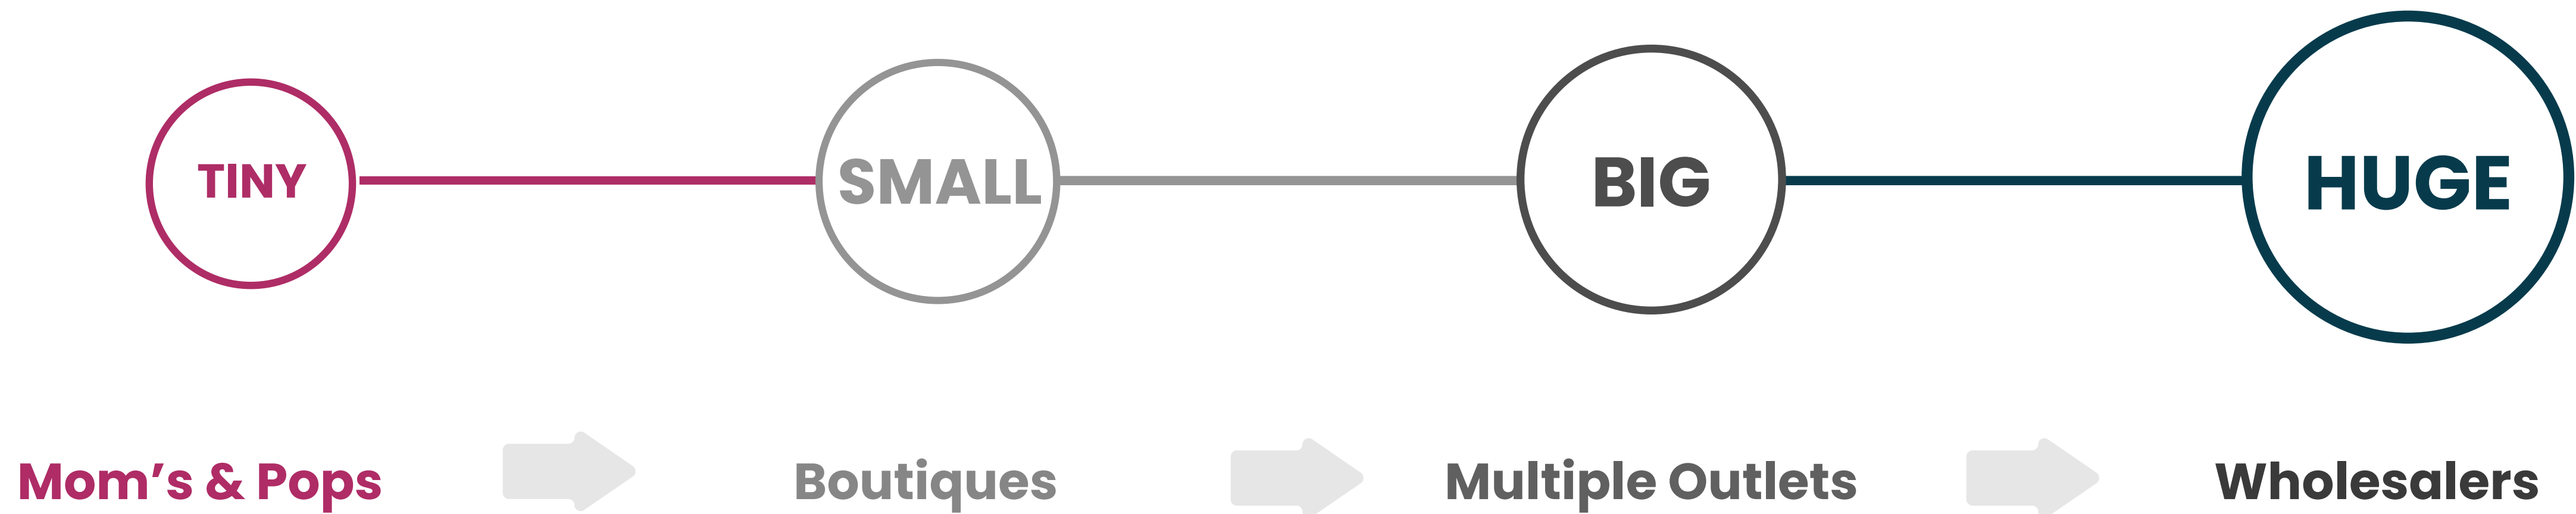 TINY
SMALL
BIG
HUGE
Mom’s & Pops
Boutiques
Multiple Outlets
Wholesalers